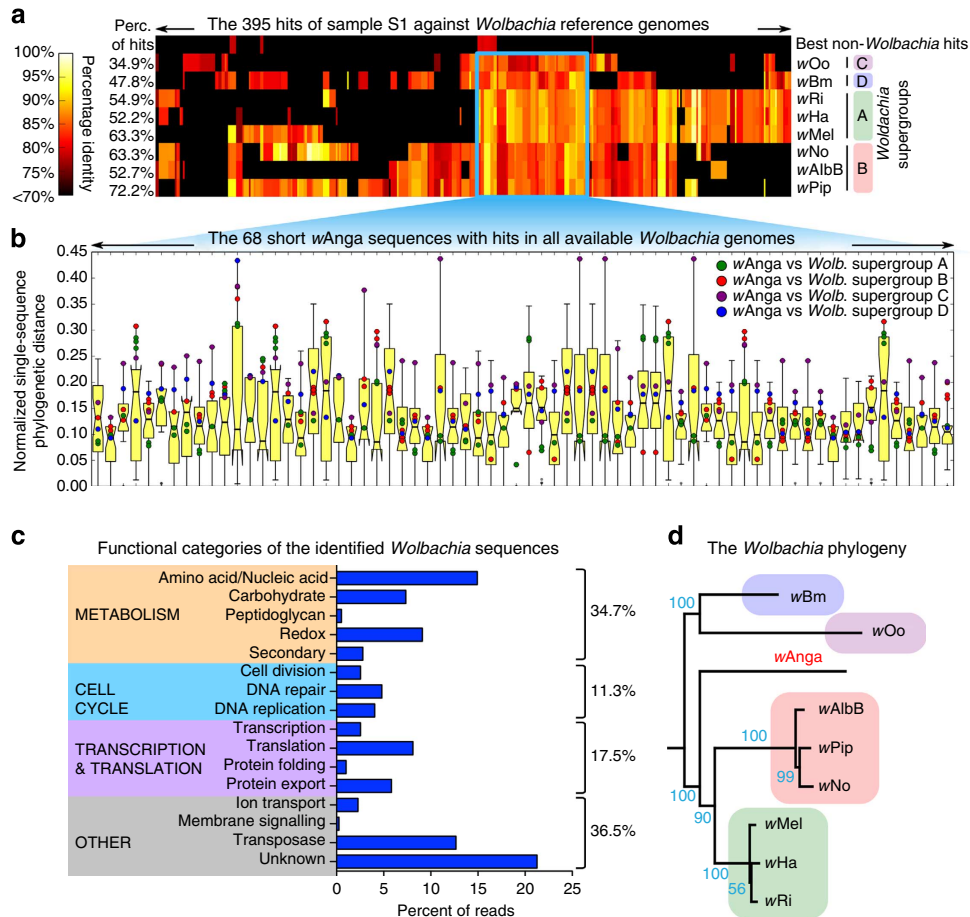 a
The 395 hits of sample S1 against Wolbachia reference genomes
Perc.
of hits
34.9%
47.8%
54.9%
52.2%
63.3%
63.3%
52.7%
72.2%
100%
95%
90%
85%
80%
75%
<70%
Percentage identity
Best non-Wolbachia hits
wOo
wBm
wRi
wHa
wMel
wNo
wAlbB
wPip
C
D
A
B
Woldachia
supergroups
b
The 68 short wAnga sequences with hits in all available Wolbachia genomes
0.45
0.40
0.35
0.30
0.25
0.20
0.15
0.10
0.05
0.00
Normalized single-sequence
phylogenetic distance
wAnga vs Wolb. supergroup A
wAnga vs Wolb. supergroup B
wAnga vs Wolb. supergroup C
wAnga vs Wolb. supergroup D
c
Functional categories of the identified Wolbachia sequences
METABOLISM
Amino acid/Nucleic acid
Carbohydrate
Peptidoglycan
Redox
Secondary
34.7%
CELL
CYCLE
Cell division
DNA repair
DNA replication
11.3%
TRANSCRIPTION
& TRANSLATION
Transcription
Translation
Protein folding
Protein export
17.5%
OTHER
Ion transport
Membrane signalling
Transposase
Unknown
36.5%
0 5 10 15 20 25
Percent of reads
d
The Wolbachia phylogeny
100
wBm
wOo
wAnga
wAlbB
100
wPip
99
wNo
100
90
wMel
wHa
100
56
wRi